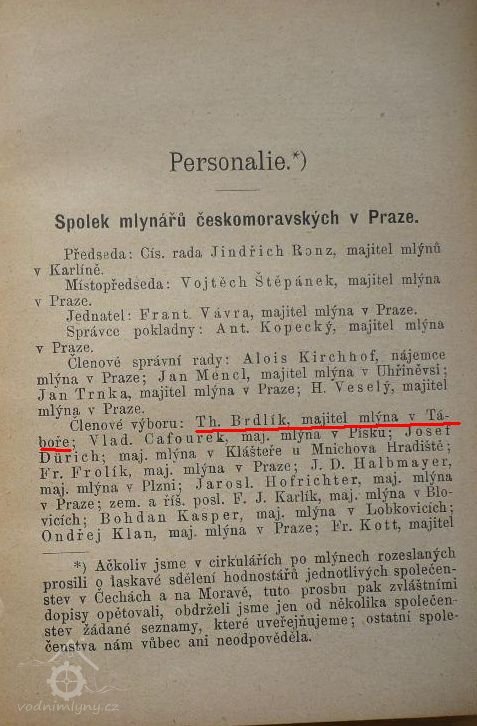 Personalie.*)
Spolek mlynářů českomoravských v Praze.
Předseda: Cís. rada Jindřich Ronz, majitel mlýnů
v Karlíně.
Místopředseda: Vojtěch Štěpánek, majitel mlýna
v Praze.
Jednatel: Frant. Vávra, majitel mlýna v Praze.
Správce pokladny: Ant. Kopecký, majitel mlýna
v Praze.
Členové správní rady: Alois Kirchhof, nájemce
mlýna v Praze; Jan Mencl, majitel mlýna v Uhříněvsi;
Jan Trnka, majitel mlýna v Praze; H. Veselý, majitel
mlýna v Praze.
Členové výboru: Th. Brdlík, majitel mlýna v Tá-
boře; Vlad. Cafourek, maj. mlýna v Písku; Josef
Dürich; maj. mlýna v Klášteře u Mnichova Hradiště;
Fr. Frolík, maj. mlýna v Praze; J. D. Halbmayer,
maj. mlýna v Plzni; Jarosl. Hofrichter, maj. mlýna
v Praze; zem. a říš. posl. F. J. Karlík, maj. mlýna v Blo-
vicích; Bohdan Kasper, maj. mlýna v Lobkovicích;
Ondřej Klan, maj. mlýna v Praze; Fr. Kott, majitel
*) Ačkoliv jsme v cirkulářích po mlýnech rozeslaných
prosili o laskavé sdělení hodnostářů jednotlivých společen-
stev v Čechách a na Moravě, tuto prosbu pak zvláštními
dopisy opětovali, obdrželi jsme jen od několika společen-
stev žádané seznamy, které uveřejňujeme; ostatní spole-
čenstva nám vůbec ani neodpověděla.
vodnimlyny.cz